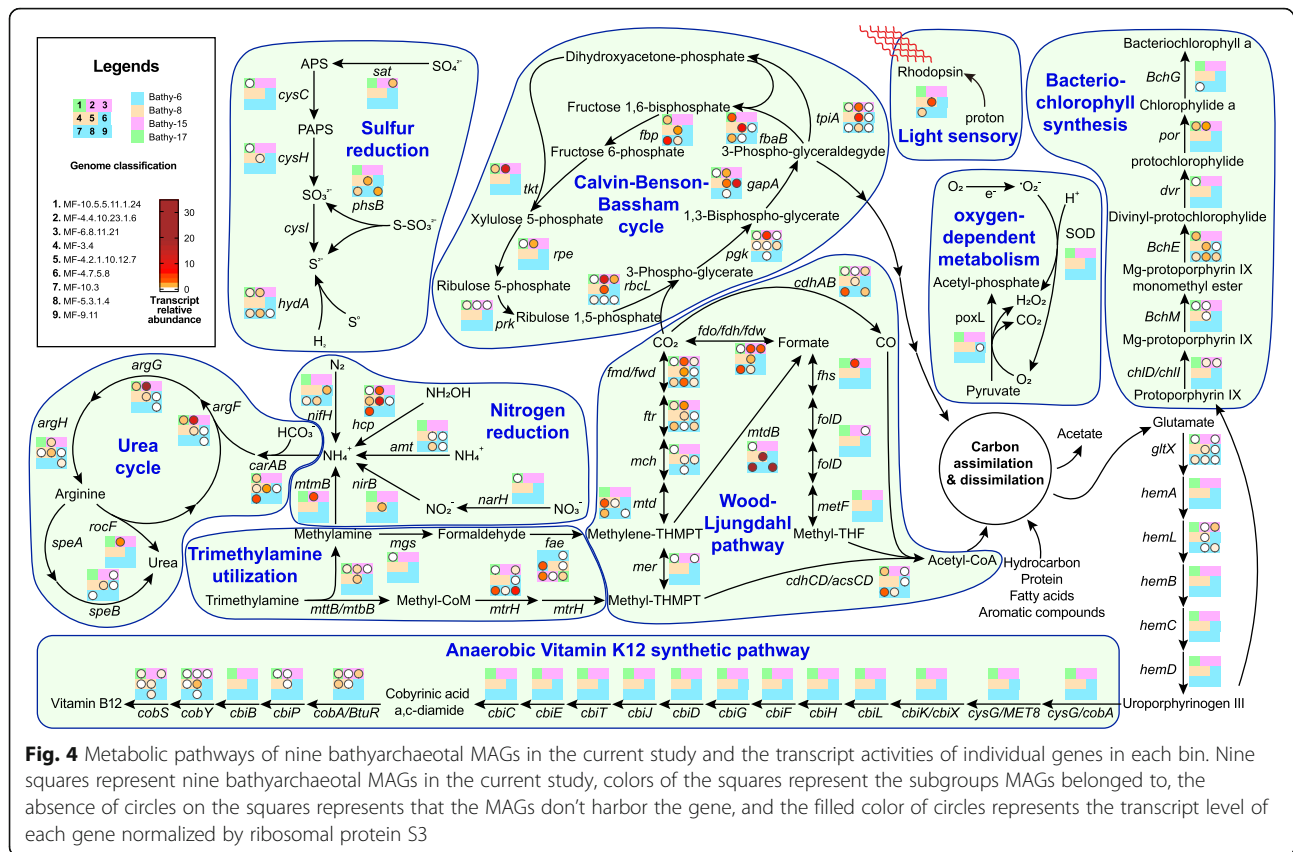 Legends
1 2 3
4 5 6
7 8 9
Bathy-6
Bathy-8
Bathy-15
Bathy-17
Genome classification
1. MF-10.5.5.11.1.24
2. MF-4.4.10.23.1.6
3. MF-6.8.11.21
4. MF-3.4
5. MF-4.2.1.10.12.7
6. MF-4.7.5.8
7. MF-10.3
8. MF-5.3.1.4
9. MF-9.11
30
20
10
0
Transcript
relative
abundance
APS
sat
SO₄²⁻
cysC
PAPS
Sulfur
reduction
cysH
SO₃²⁻
phsB
S-SO₃²⁻
cysI
S²⁻
hydA
S°
H₂
Dihydroxyacetone-phosphate
Fructose 1,6-bisphosphate
fbp
fbaB
tpiA
Fructose 6-phosphate
3-Phospho-glyceraldegyde
tkt
Calvin-Benson-
Bassham
cycle
gapA
Xylulose 5-phosphate
1,3-Bisphospho-glycerate
rpe
pgk
3-Phospho-glycerate
Ribulose 5-phosphate
rbcL
prk
Ribulose 1,5-phosphate
Rhodopsin
proton
Light sensory
Bacterio-
chlorophyll
synthesis
Bacteriochlorophyll a
BchG
Chlorophylide a
por
protochlorophylide
dvr
Divinyl-protochlorophylide
BchE
Mg-protoporphyrin IX
monomethyl ester
BchM
Mg-protoporphyrin IX
chlD/chlI
Protoporphyrin IX
O₂
e⁻
·O₂⁻
H⁺
oxygen-
dependent
metabolism
SOD
Acetyl-phosphate
H₂O₂
poxL
CO₂
O₂
Pyruvate
argG
argH
argF
Urea
cycle
HCO₃⁻
carAB
Arginine
rocF
speA
Urea
speB
N₂
NH₂OH
nifH
hcp
Nitrogen
reduction
amt
NH₄⁺
NH₄⁺
mtmB
nirB
NO₂⁻
narH
NO₃⁻
Methylamine
mgs
Formaldehyde
fae
Trimethylamine
utilization
Trimethylamine
mttB/mtbB
Methyl-CoM
mtrH
mtrH
cdhAB
CO₂
fdo/fdh/fdw
Formate
CO
fmd/fwd
fhs
ftr
folD
mtdB
mch
folD
Wood-
Ljungdahl
pathway
mtd
metF
Methylene-THMPT
Methyl-THF
mer
cdhCD/acsCD
Acetyl-CoA
Methyl-THMPT
Carbon
assimilation
& dissimilation
Acetate
Hydrocarbon
Protein
Fatty acids
Aromatic compounds
Glutamate
gltX
hemA
hemL
hemB
hemC
hemD
Uroporphyrinogen III
Anaerobic Vitamin K12 synthetic pathway
Vitamin B12
cobS
cobY
cbiB
cbiP
cobA/BtuR
Cobyrinic acid
a,c-diamide
cbiC
cbiE
cbiT
cbiJ
cbiD
cbiG
cbiF
cbiH
cbiL
cbiK/cbiX
cysG/MET8
cysG/cobA
Fig. 4 Metabolic pathways of nine bathyarchaeotal MAGs in the current study and the transcript activities of individual genes in each bin. Nine
squares represent nine bathyarchaeotal MAGs in the current study, colors of the squares represent the subgroups MAGs belonged to, the
absence of circles on the squares represents that the MAGs don't harbor the gene, and the filled color of circles represents the transcript level of
each gene normalized by ribosomal protein S3